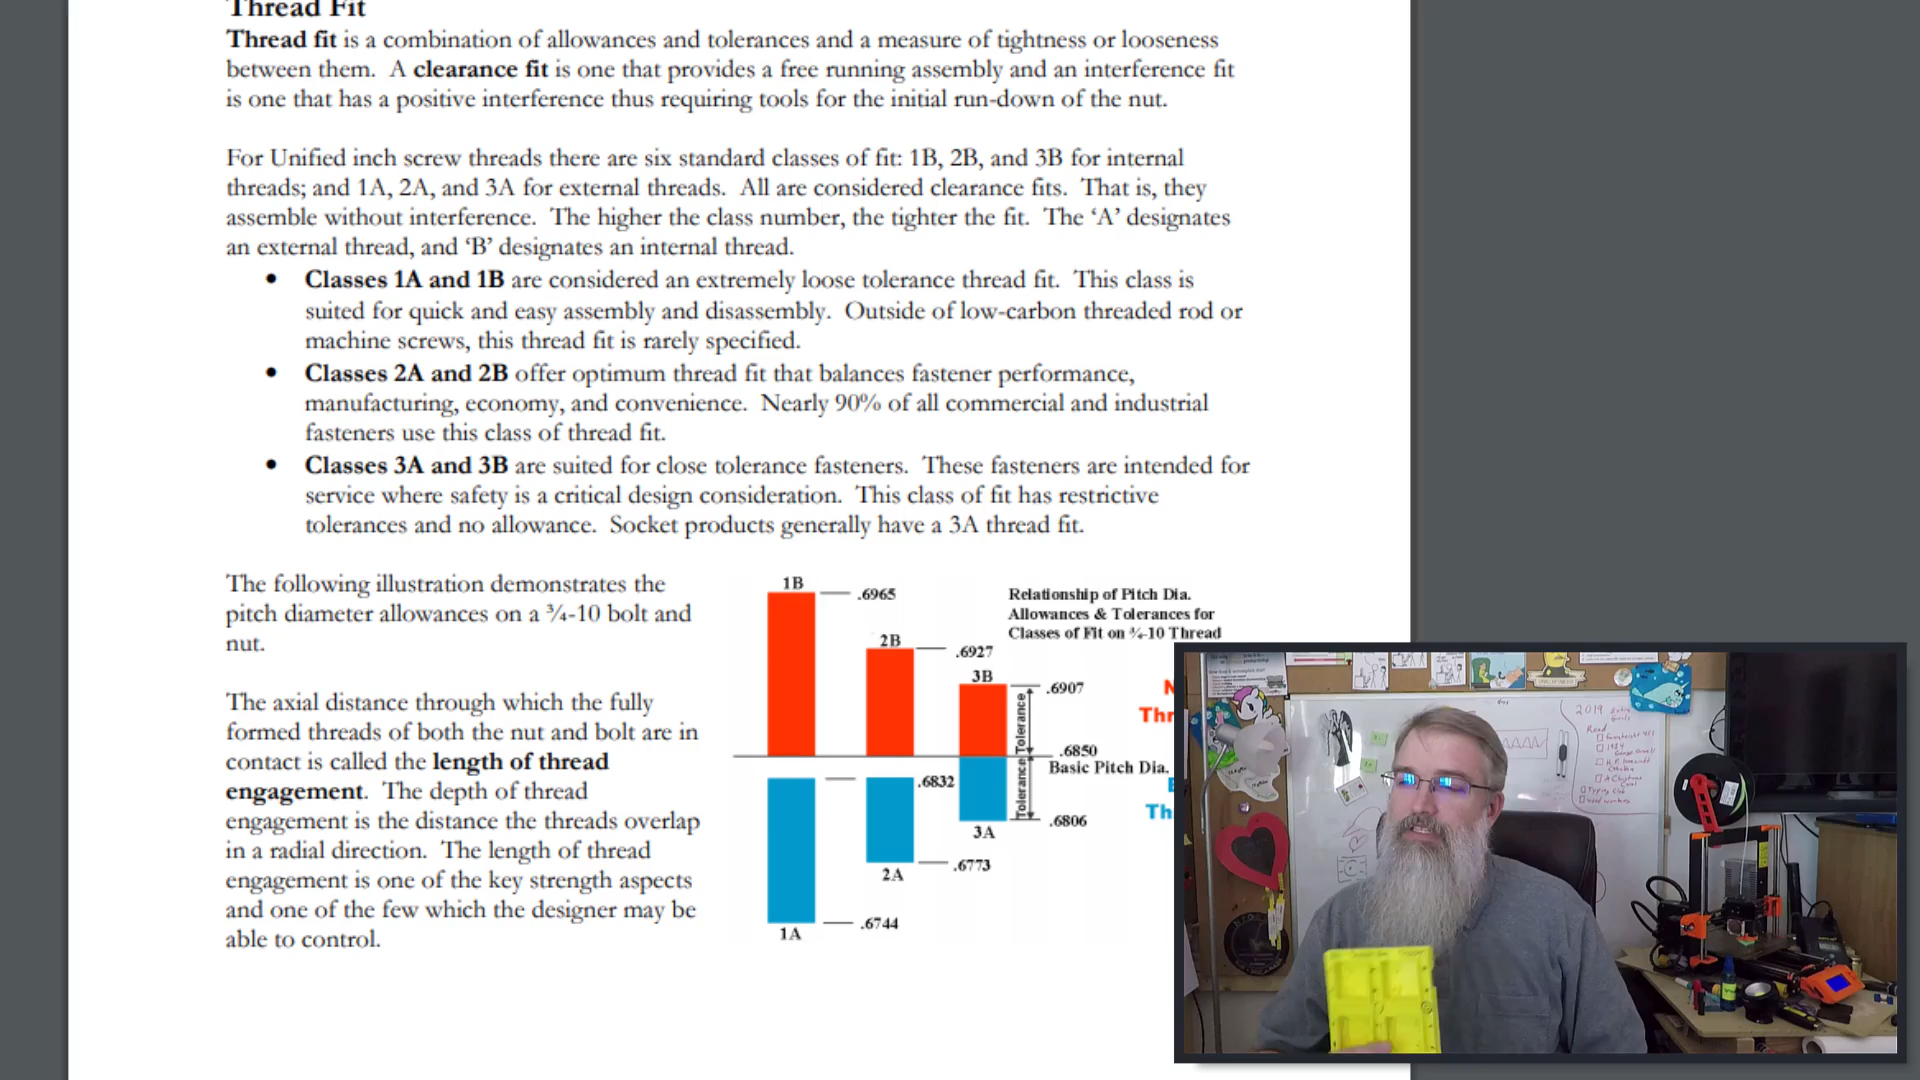 Thread Fit
Thread fit is a combination of allowances and tolerances and a measure of tightness or looseness
between them. A clearance fit is one that provides a free running assembly and an interference fit
is one that has a positive interference thus requiring tools for the initial run-down of the nut.
For Unified inch screw threads there are six standard classes of fit: 1B, 2B, and 3B for internal
threads; and 1A, 2A, and 3A for external threads. All are considered clearance fits. That is, they
assemble without interference. The higher the class number, the tighter the fit. The ‘A’ designates
an external thread, and ‘B’ designates an internal thread.
• Classes 1A and 1B are considered an extremely loose tolerance thread fit. This class is
suited for quick and easy assembly and disassembly. Outside of low-carbon threaded rod or
machine screws, this thread fit is rarely specified.
• Classes 2A and 2B offer optimum thread fit that balances fastener performance,
manufacturing, economy, and convenience. Nearly 90% of all commercial and industrial
fasteners use this class of thread fit.
• Classes 3A and 3B are suited for close tolerance fasteners. These fasteners are intended for
service where safety is a critical design consideration. This class of fit has restrictive
tolerances and no allowance. Socket products generally have a 3A thread fit.
The following illustration demonstrates the
pitch diameter allowances on a ¾-10 bolt and
nut.
The axial distance through which the fully
formed threads of both the nut and bolt are in
contact is called the length of thread
engagement. The depth of thread
engagement is the distance the threads overlap
in a radial direction. The length of thread
engagement is one of the key strength aspects
and one of the few which the designer may be
able to control.
1B
.6965
Relationship of Pitch Dia.
Allowances & Tolerances for
Classes of Fit on ¾-10 Thread
2B
.6927
3B
.6907
N
Thr
Tolerance
.6850
Basic Pitch Dia.
.6832
Tolerance
Th
.6806
3A
.6773
2A
.6744
1A
2019
Read
1984